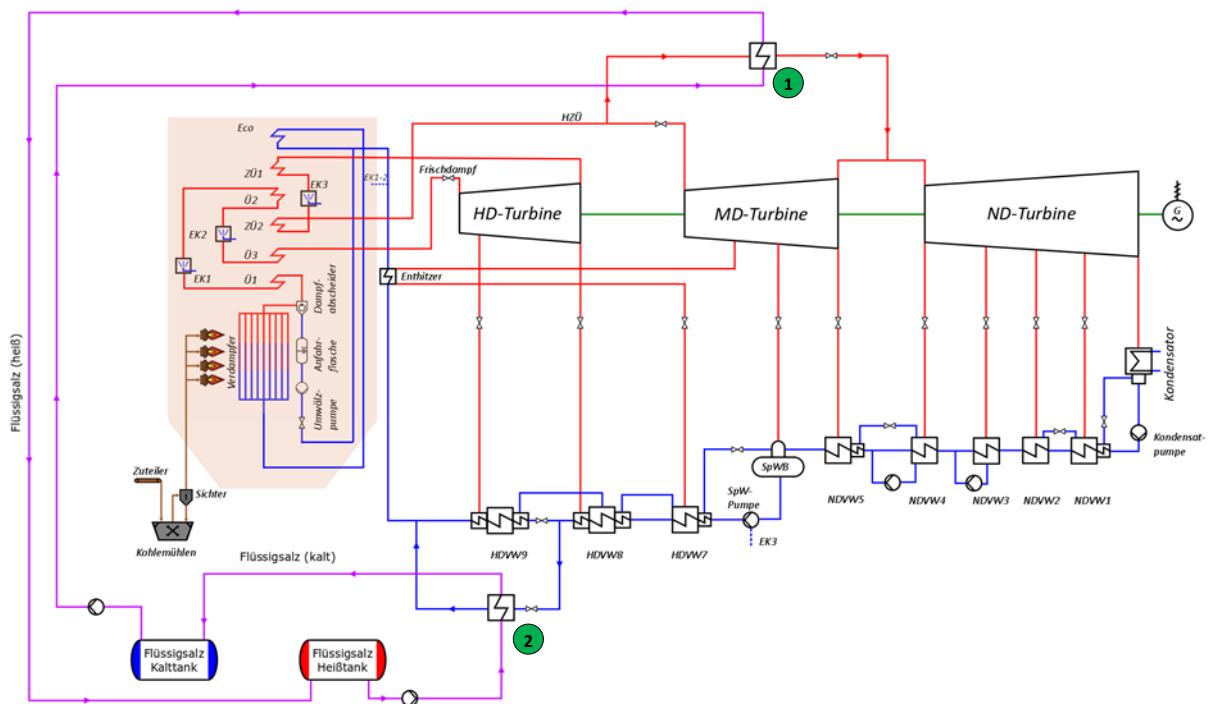 1
HZÜ
Eco
Frischdampf
ZÜ1
EK3
EK1-2
Ü2
EK2
ZÜ2
Ü3
EK1
Ü1
HD-Turbine
MD-Turbine
ND-Turbine
G
~
Enthitzer
Dampf-
abscheider
Anfahr-
flasche
Umwälz-
pumpe
Verdampfer
Flüssigsalz (heiß)
Kondensator
Kondensat-
pumpe
SpWB
SpW-
Pumpe
EK3
NDVW5
NDVW4
NDVW3
NDVW2
NDVW1
Zuteiler
Sichter
Kohlemühlen
HDVW9
HDVW8
HDVW7
Flüssigsalz (kalt)
2
Flüssigsalz
Kalttank
Flüssigsalz
Heißtank